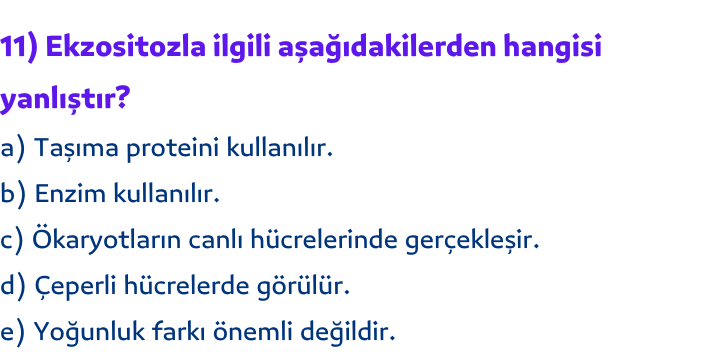 11) Ekzositozla ilgili aşağıdakilerden hangisi
yanlıştır?
a) Taşıma proteini kullanılır.
b) Enzim kullanılır.
c) Ökaryotların canlı hücrelerinde gerçekleşir.
d) Çeperli hücrelerde görülür.
e) Yoğunluk farkı önemli değildir.